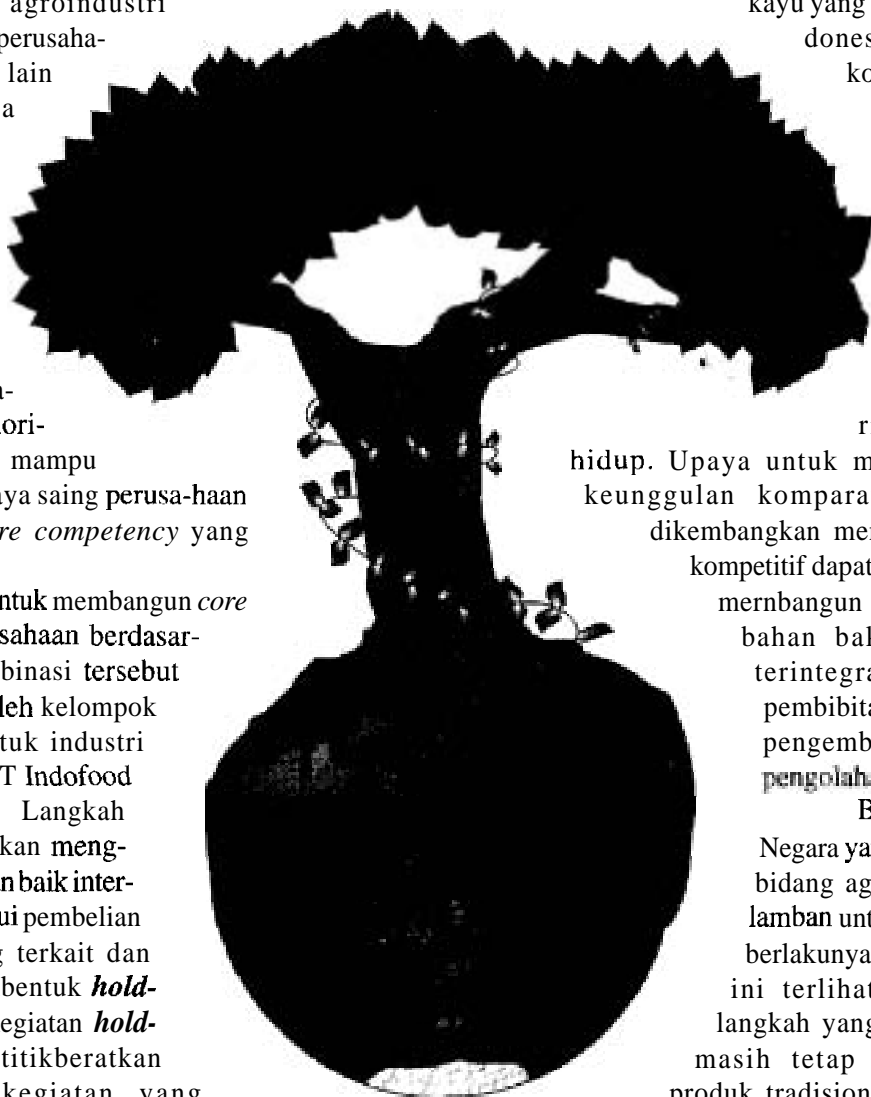 agroindustri
perusaha-
lain
a
a-
ori-
mampu
aya saing perusa-haan
re competency yang
ntuk membangun core
sahaan berdasar-
binasi tersebut
leh kelompok
tuk industri
T Indofood
Langkah
kan meng-
n baik inter-
ui pembelian
g terkait dan
bentuk hold-
egiatan hold-
titikberatkan
kegiatan yang
kayu yang
dones
ko
r
hidup. Upaya untuk m
keunggulan kompara
dikembangkan mer
kompetitif dapat
mernbangun
bahan bak
terintegra
pembibita
pengemb
pengolaha
B
Negara ya
bidang ag
lamban unt
berlakunya
ini terlihat
langkah yang
masih tetap
produk tradision